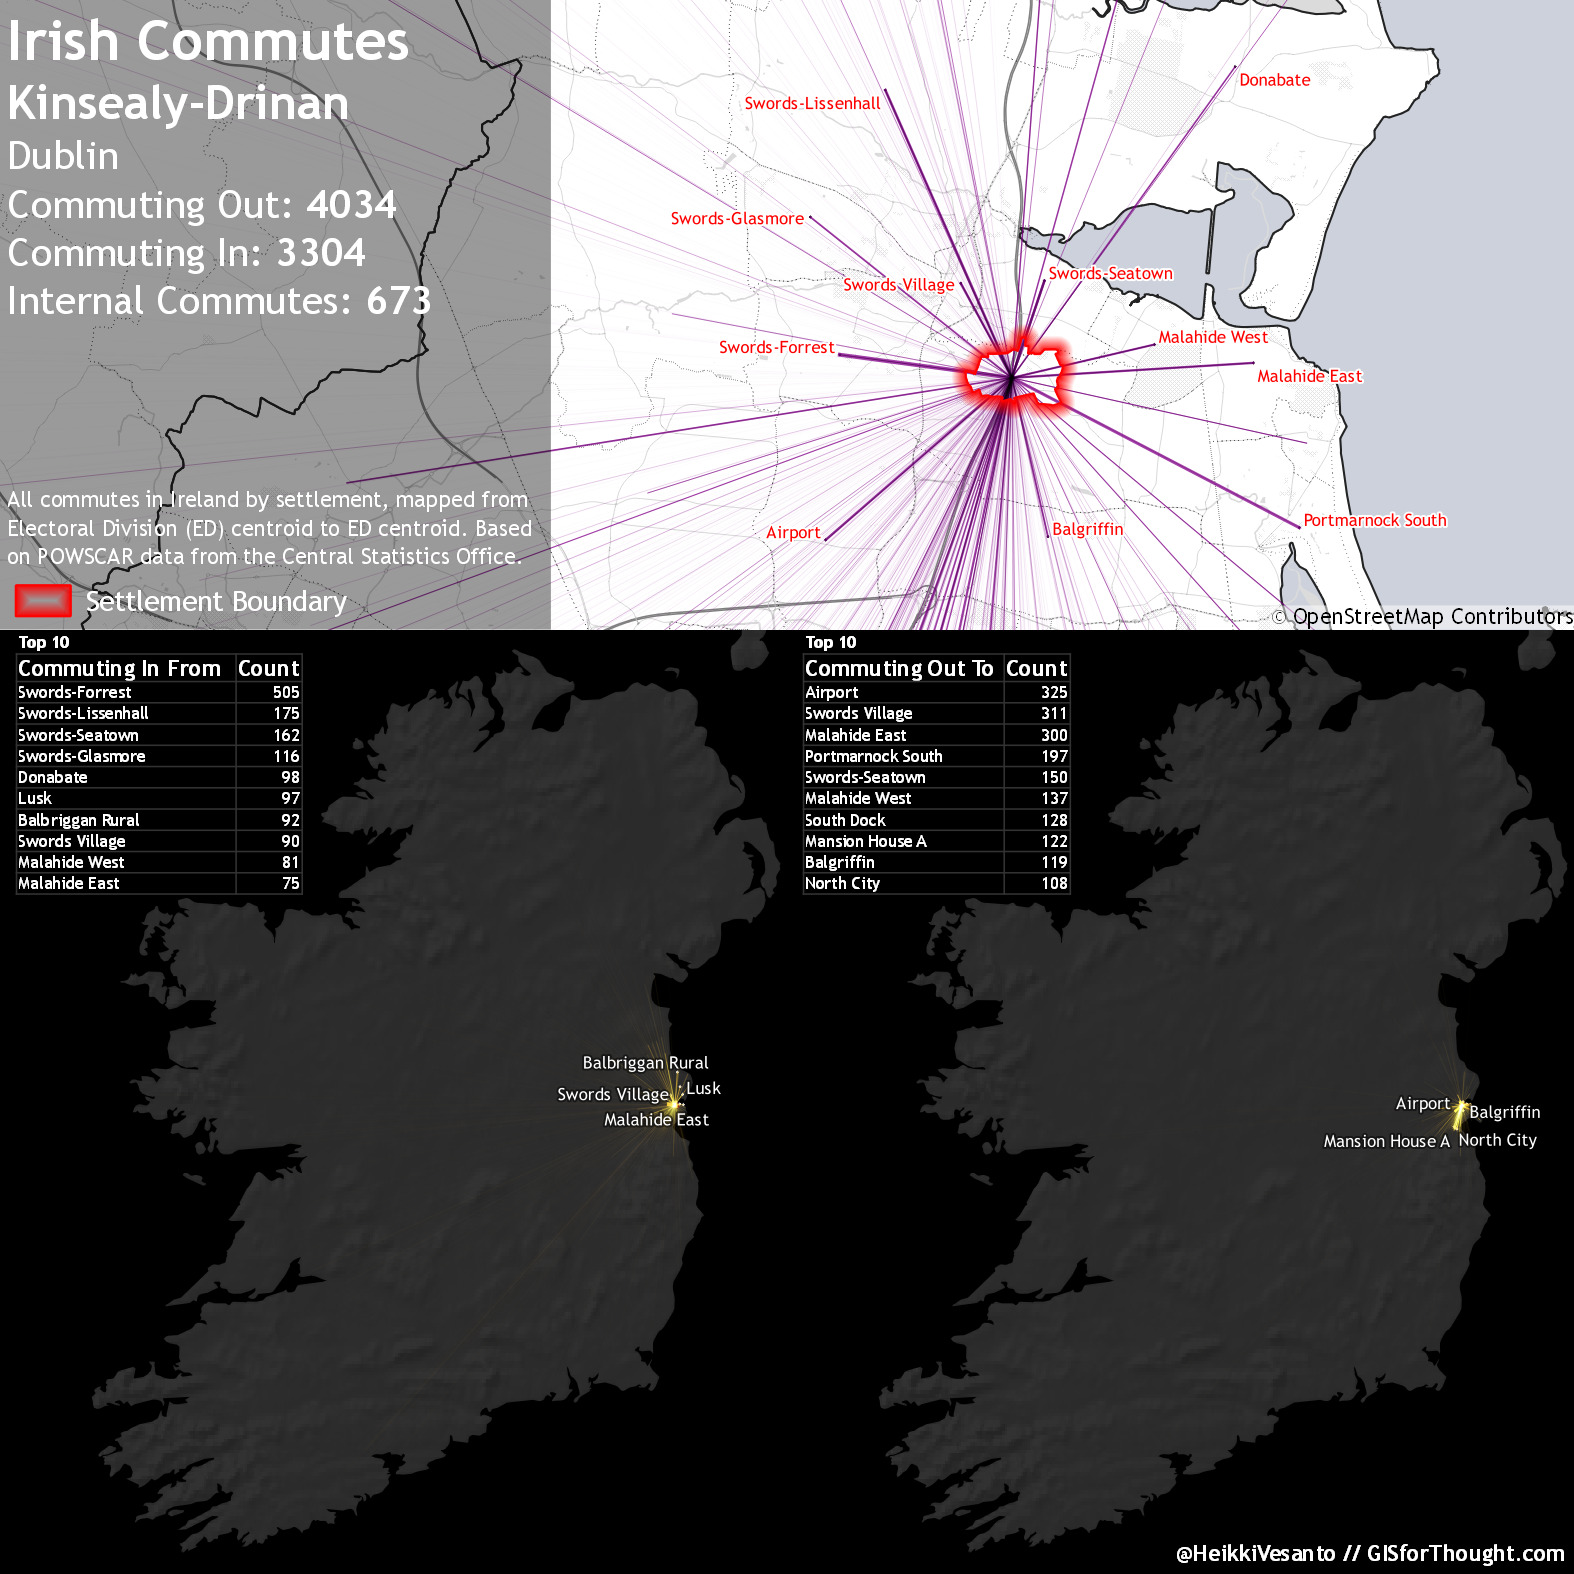 Irish Commutes
Kinsealy-Drinan
Dublin
Commuting Out: 4034
Commuting In: 3304
Internal Commutes: 673
All commutes in Ireland by settlement, mapped from
Electoral Division (ED) centroid to ED centroid. Based
on POWSCAR data from the Central Statistics Office.
Settlement Boundary
Donabate
Swords-Lissenhall
Swords-Glasmore
Swords-Seatown
Swords Village
Malahide West
Swords-Forrest
Malahide East
Portmarnock South
Airport
Balgriffin
© OpenStreetMap Contributors
Top 10
Commuting In From Count
Swords-Forrest 505
Swords-Lissenhall 175
Swords-Seatown 162
Swords-Glasmore 116
Donabate 98
Lusk 97
Balbriggan Rural 92
Swords Village 90
Malahide West 81
Malahide East 75
Balbriggan Rural
Lusk
Swords Village
Malahide East
Top 10
Commuting Out To Count
Airport 325
Swords Village 311
Malahide East 300
Portmarnock South 197
Swords-Seatown 150
Malahide West 137
South Dock 128
Mansion House A 122
Balgriffin 119
North City 108
Airport
Balgriffin
Mansion House A
North City
@HeikkiVesanto // GISforThought.com